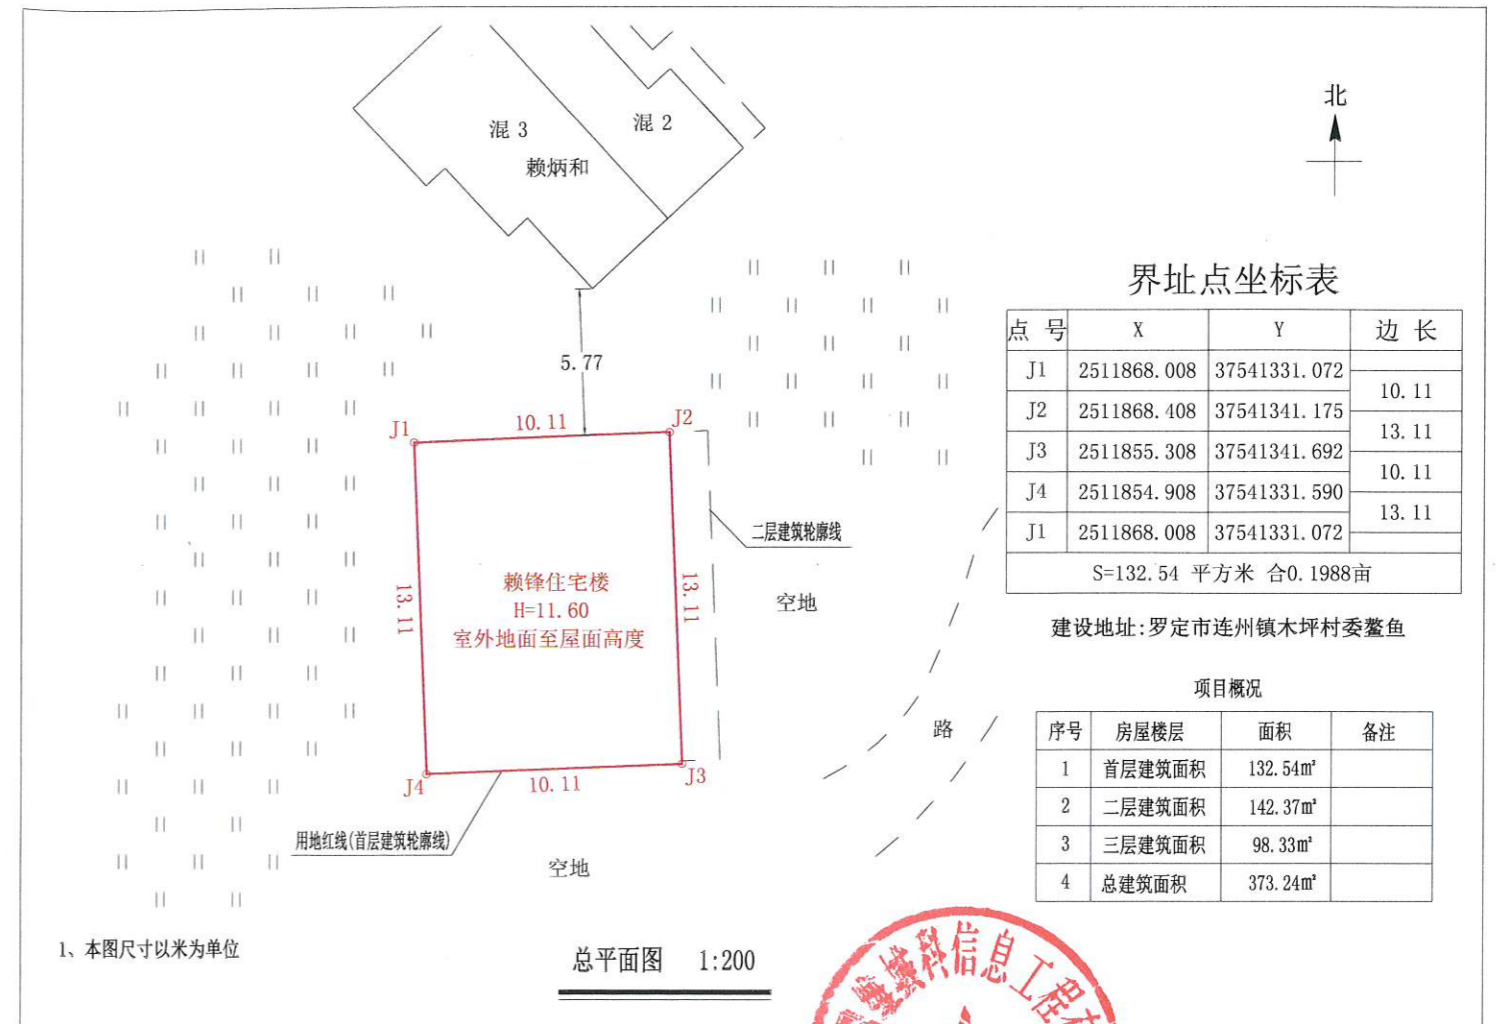 混 3
混 2
赖炳和
北
5.77
界址点坐标表
点 号 X Y 边 长
J1 2511868.008 37541331.072
10.11
J2 2511868.408 37541341.175
13.11
J3 2511855.308 37541341.692
10.11
J4 2511854.908 37541331.590
13.11
J1 2511868.008 37541331.072
S=132.54 平方米 合0.1988亩
建设地址:罗定市连州镇木坪村委鳌鱼
J1
10.11
J2
二层建筑轮廓线
13.11
赖锋住宅楼
H=11.60
室外地面至屋面高度
13.11
空地
路
J4
10.11
J3
用地红线(首层建筑轮廓线)
空地
项目概况
序号 房屋楼层 面积 备注
1 首层建筑面积 132.54㎡
2 二层建筑面积 142.37㎡
3 三层建筑面积 98.33㎡
4 总建筑面积 373.24㎡
1、本图尺寸以米为单位
总平面图 1:200
科信息工程有